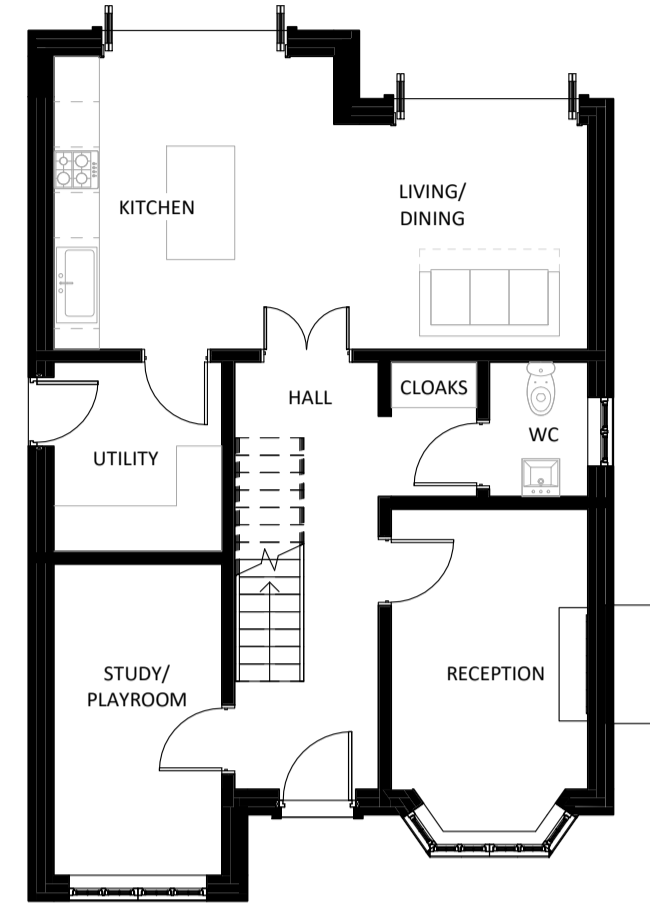 KITCHEN
LIVING/
DINING
HALL
CLOAKS
WC
UTILITY
STUDY/
PLAYROOM
RECEPTION